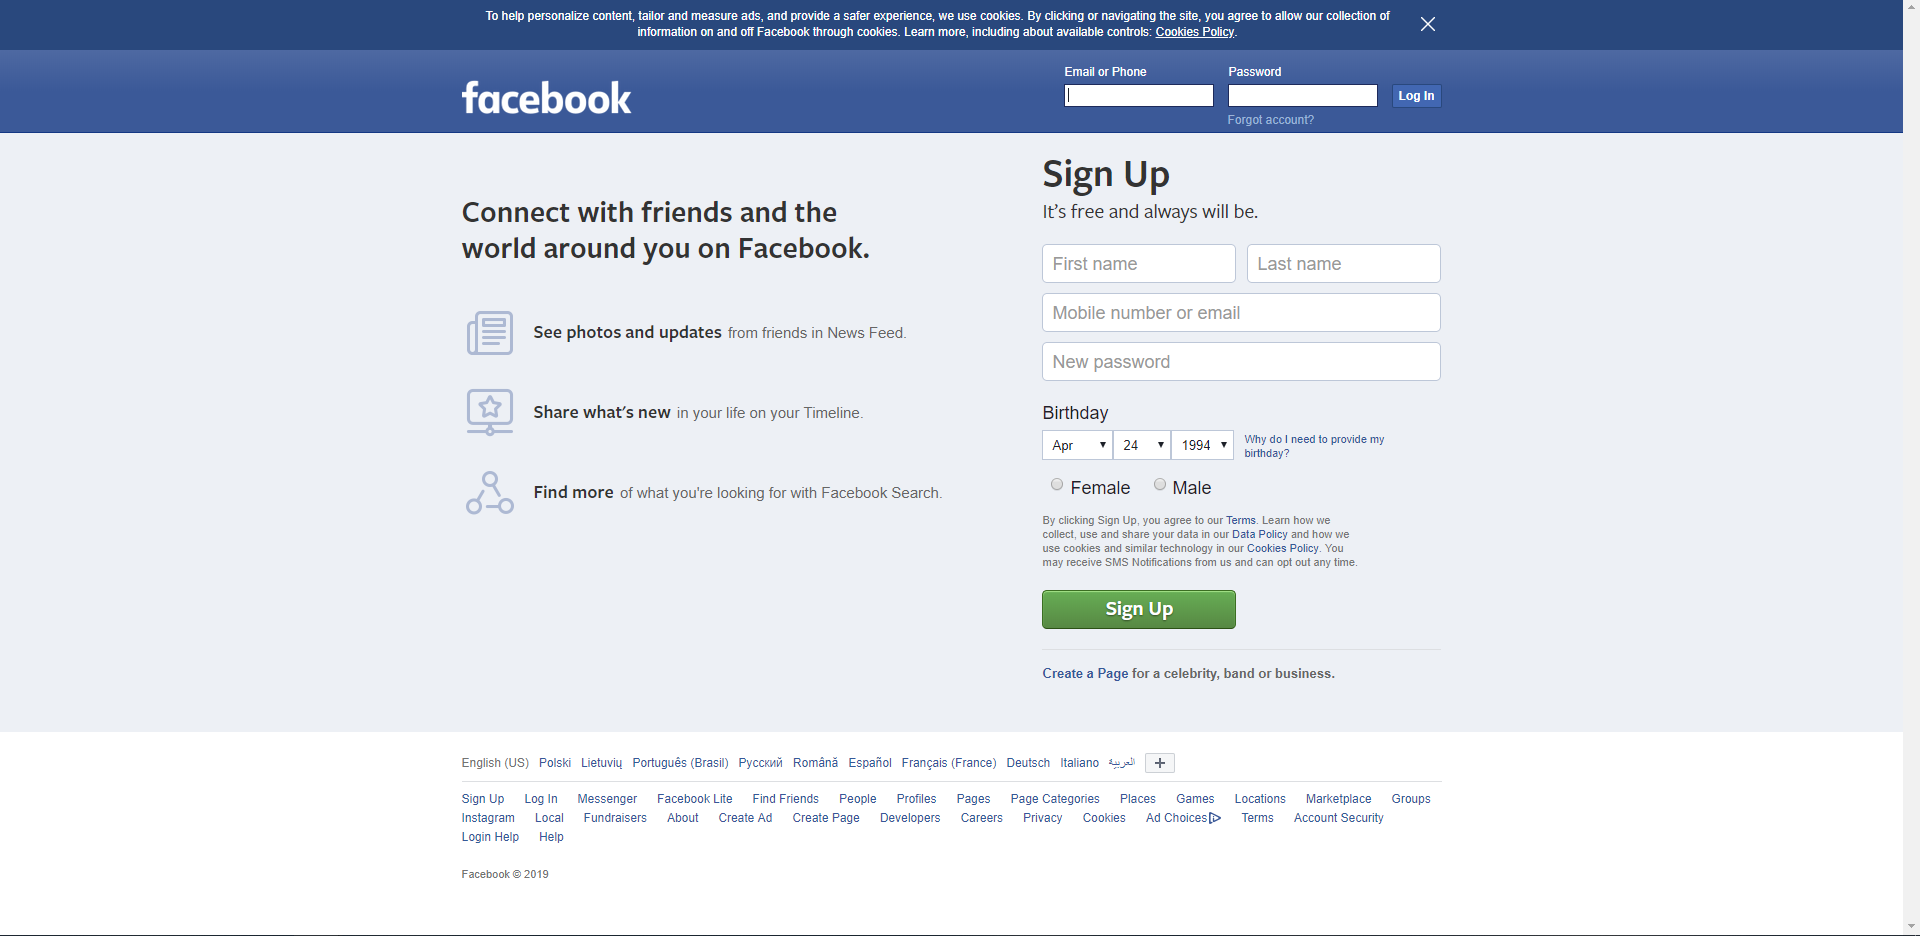 To help personalize content, tailor and measure ads, and provide a safer experience, we use cookies. By clicking or navigating the site, you agree to allow our collection of
information on and off Facebook through cookies. Learn more, including about available controls: Cookies Policy.
facebook
Email or Phone Password
Log In
Forgot account?
Connect with friends and the
world around you on Facebook.
See photos and updates from friends in News Feed.
Share what's new in your life on your Timeline.
Find more of what you're looking for with Facebook Search.
Sign Up
It's free and always will be.
First name Last name
Mobile number or email
New password
Birthday
Apr 24 1994
Why do I need to provide my
birthday?
Female Male
By clicking Sign Up, you agree to our Terms. Learn how we
collect, use and share your data in our Data Policy and how we
use cookies and similar technology in our Cookies Policy. You
may receive SMS Notifications from us and can opt out any time.
Sign Up
Create a Page for a celebrity, band or business.
English (US) Polski Lietuvių Português (Brasil) Русский Română Español Français (France) Deutsch Italiano العربية
Sign Up Log In Messenger Facebook Lite Find Friends People Profiles Pages Page Categories Places Games Locations Marketplace Groups
Instagram Local Fundraisers About Create Ad Create Page Developers Careers Privacy Cookies Ad Choices Terms Account Security
Login Help Help
Facebook © 2019